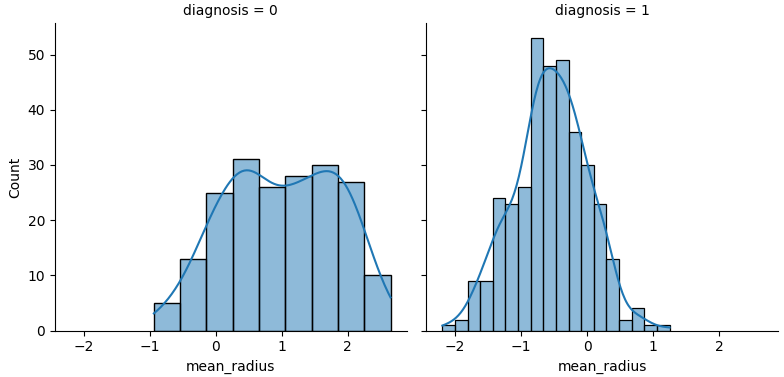 diagnosis = 0
diagnosis = 1
Count
50
40
30
20
10
0
−2 −1 0 1 2
−2 −1 0 1 2
mean_radius
mean_radius